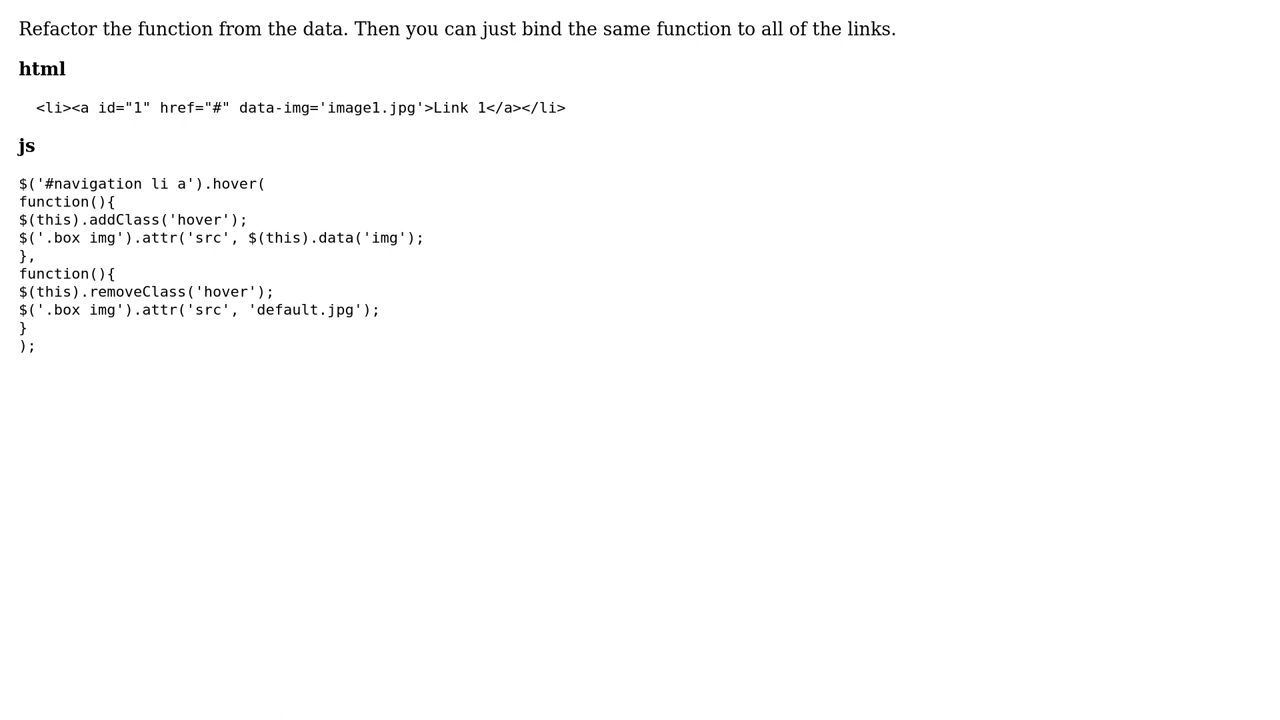 Refactor the function from the data. Then you can just bind the same function to all of the links.
html
<li><a id="1" href="#" data-img='image1.jpg'>Link 1</a></li>
js
$('#navigation li a').hover(
function(){
$(this).addClass('hover');
$('.box img').attr('src', $(this).data('img');
},
function(){
$(this).removeClass('hover');
$('.box img').attr('src', 'default.jpg');
}
);